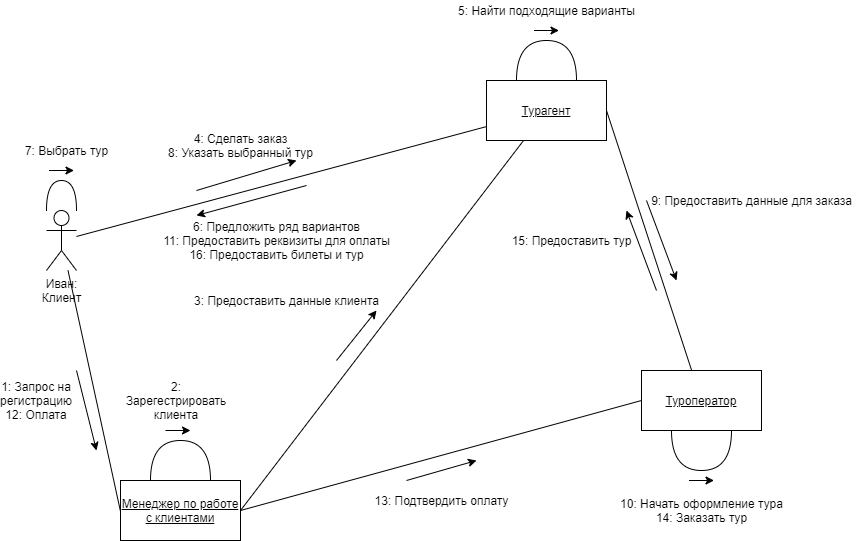 5: Найти подходящие варианты
Турагент
4: Сделать заказ
8: Указать выбранный тур
7: Выбрать тур
9: Предоставить данные для заказа
6: Предложить ряд вариантов
11: Предоставить реквизиты для оплаты
16: Предоставить билеты и тур
15: Предоставить тур
Иван:
Клиент
3: Предоставить данные клиента
1: Запрос на
регистрацию
12: Оплата
2:
Зарегестрировать
клиента
Туроператор
Менеджер по работе
с клиентами
13: Подтвердить оплату
10: Начать оформление тура
14: Заказать тур